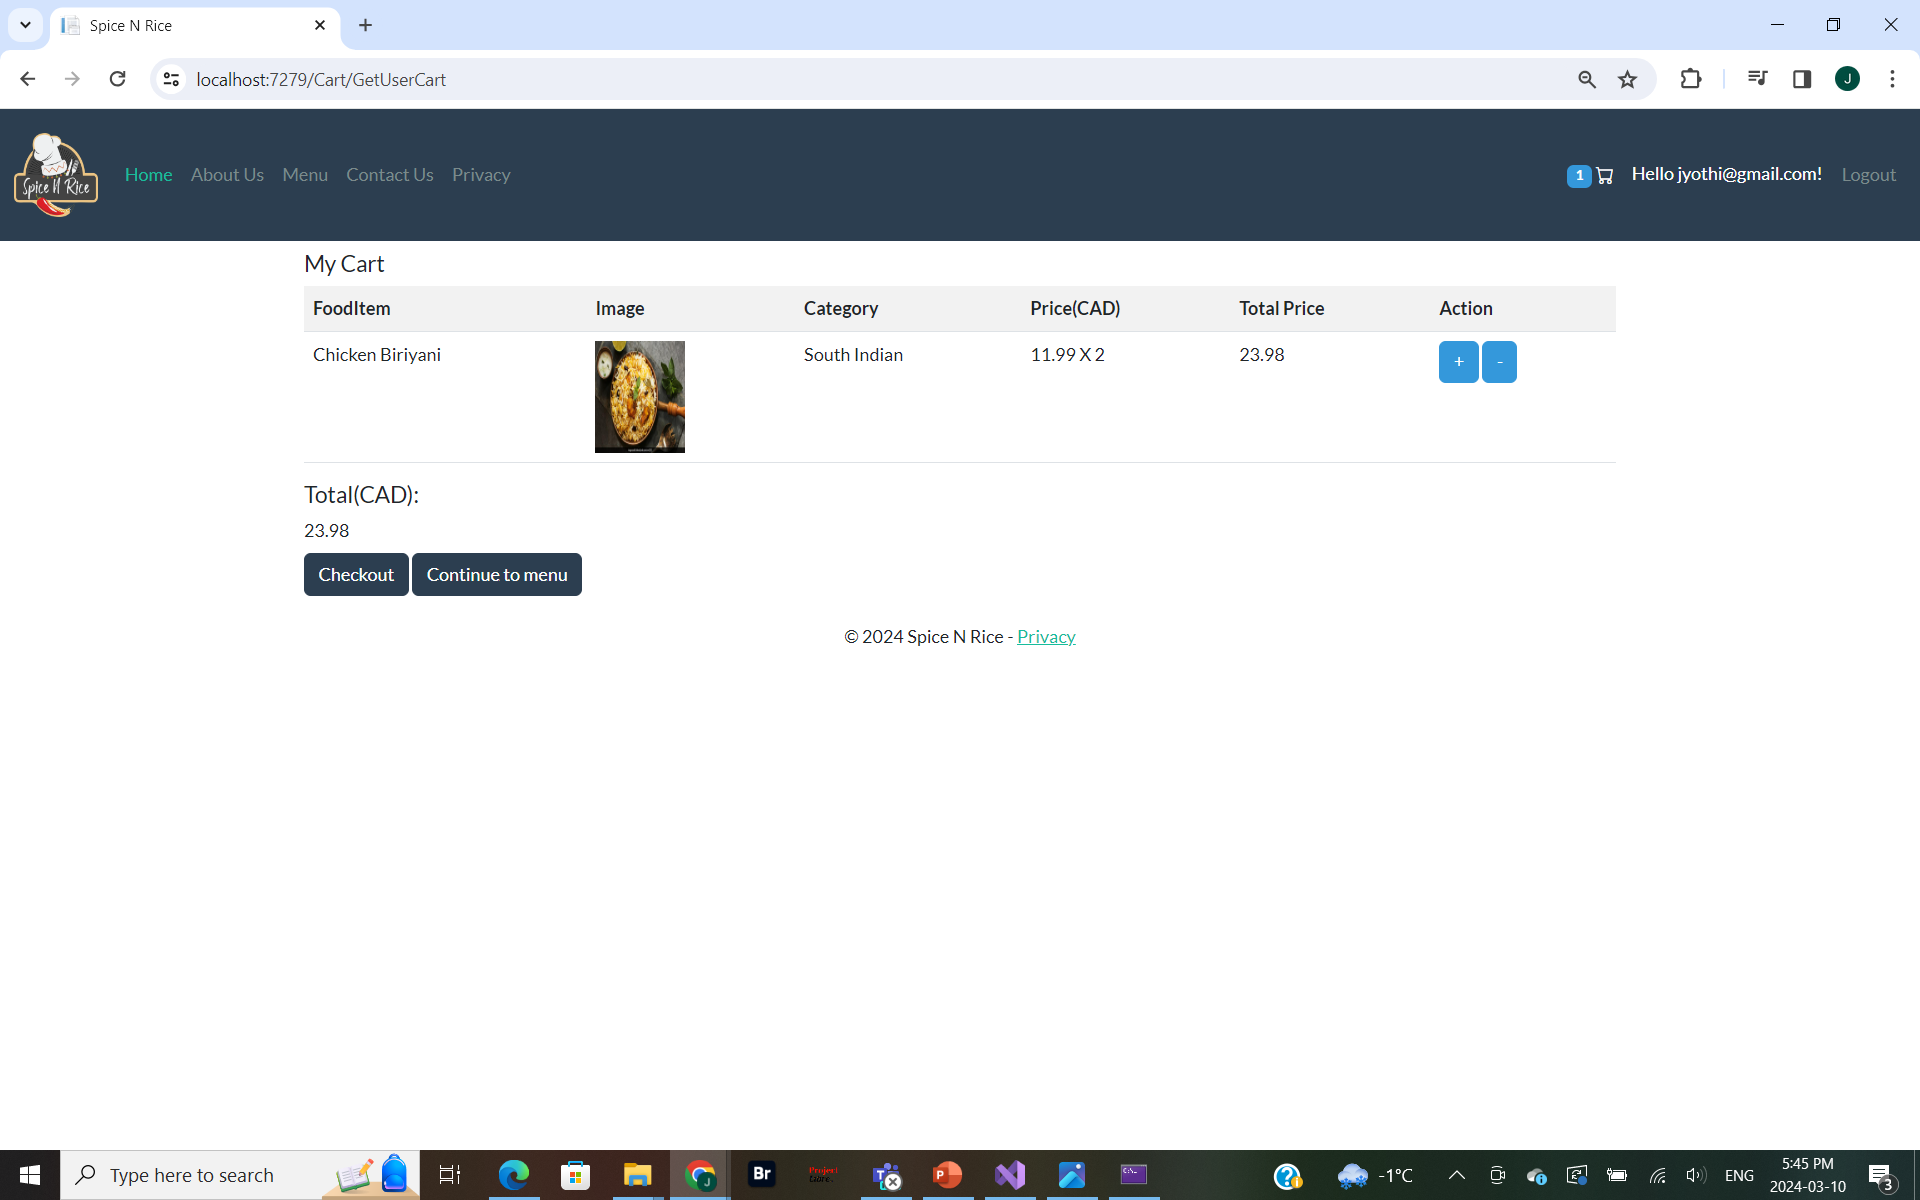 Spice N Rice
localhost:7279/Cart/GetUserCart
J
Spice N Rice
Home About Us Menu Contact Us Privacy
1 Hello jyothi@gmail.com! Logout
My Cart
FoodItem Image Category Price(CAD) Total Price Action
Chicken Biriyani South Indian 11.99 X 2 23.98 + -
Total(CAD):
23.98
Checkout Continue to menu
© 2024 Spice N Rice - Privacy
Type here to search
J
Br
Project
Libre
-1°C
ENG
5:45 PM
2024-03-10
3